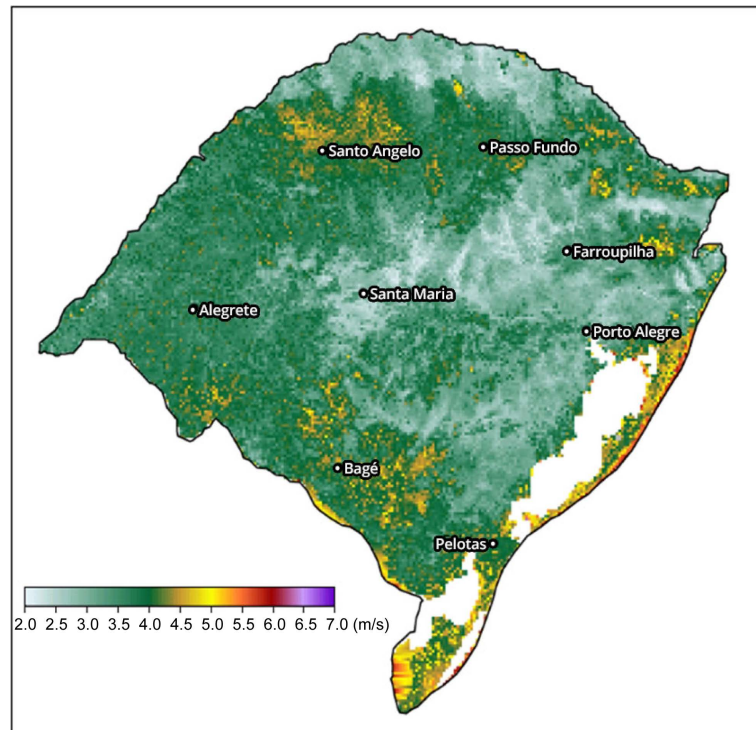 Santo Angelo
Passo Fundo
Farroupilha
Santa Maria
Alegrete
Porto Alegre
Bagé
Pelotas
2.0 2.5 3.0 3.5 4.0 4.5 5.0 5.5 6.0 6.5 7.0 (m/s)